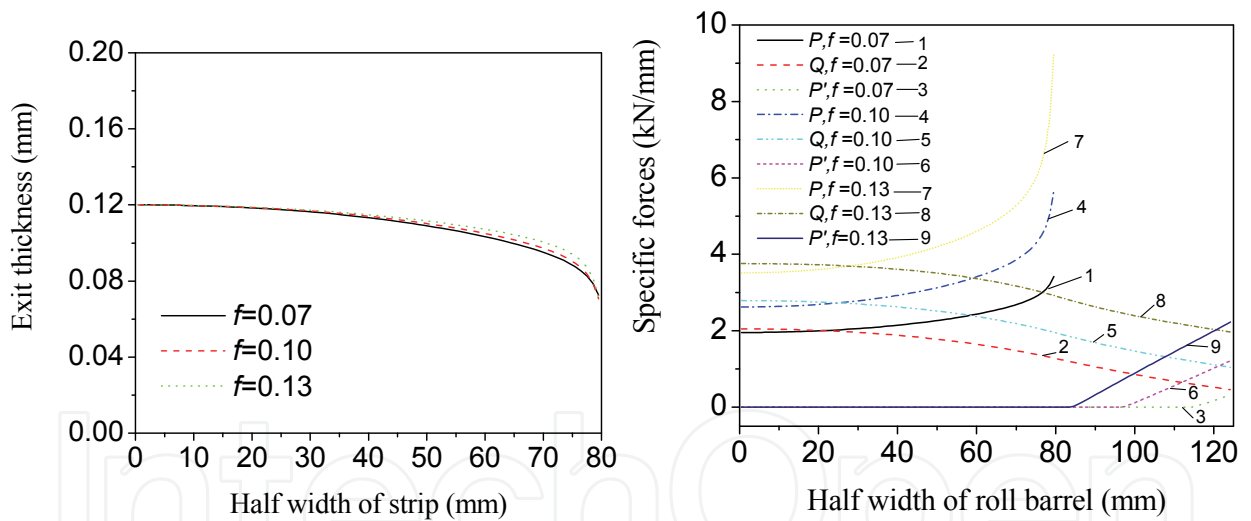 0.20
0.16
0.12
0.08
0.04
0.00
Exit thickness (mm)
f=0.07
f=0.10
f=0.13
0 10 20 30 40 50 60 70 80
Half width of strip (mm)
10
8
6
4
2
0
Specific forces (kN/mm)
P,f=0.07 1
Q,f=0.07 2
P',f=0.07 3
P,f=0.10 4
Q,f=0.10 5
P',f=0.10 6
P,f=0.13 7
Q,f=0.13 8
P',f=0.13 9
7
4
1
8
2
5
9
6
3
0 20 40 60 80 100 120
Half width of roll barrel (mm)
IntechOpen